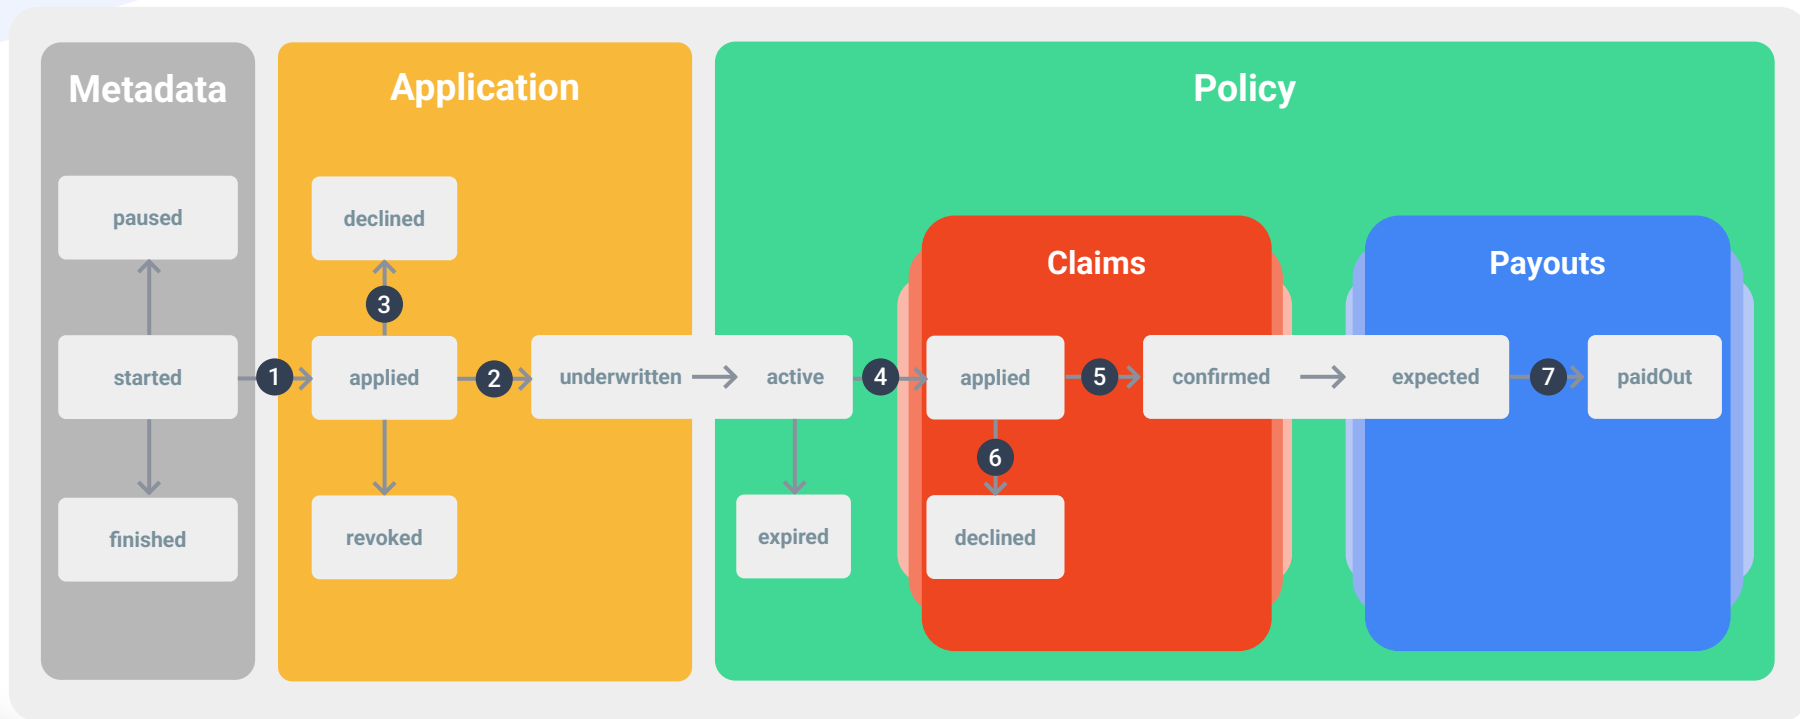 Metadata
Application
Policy
paused
declined
Claims
Payouts
3
started
1
applied
2
underwritten
active
4
applied
5
confirmed
expected
7
paidOut
6
finished
revoked
expired
declined